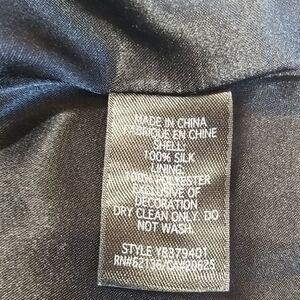 MADE IN CHINA
FABRIQUE EN CHINE
SHELL:
100% SILK
LINING:
100% POLYESTER
EXCLUSIVE OF
DECORATION
DRY CLEAN ONLY DO
NOT WASH.
STYLE Y8379401
RN#62136/CA#29625